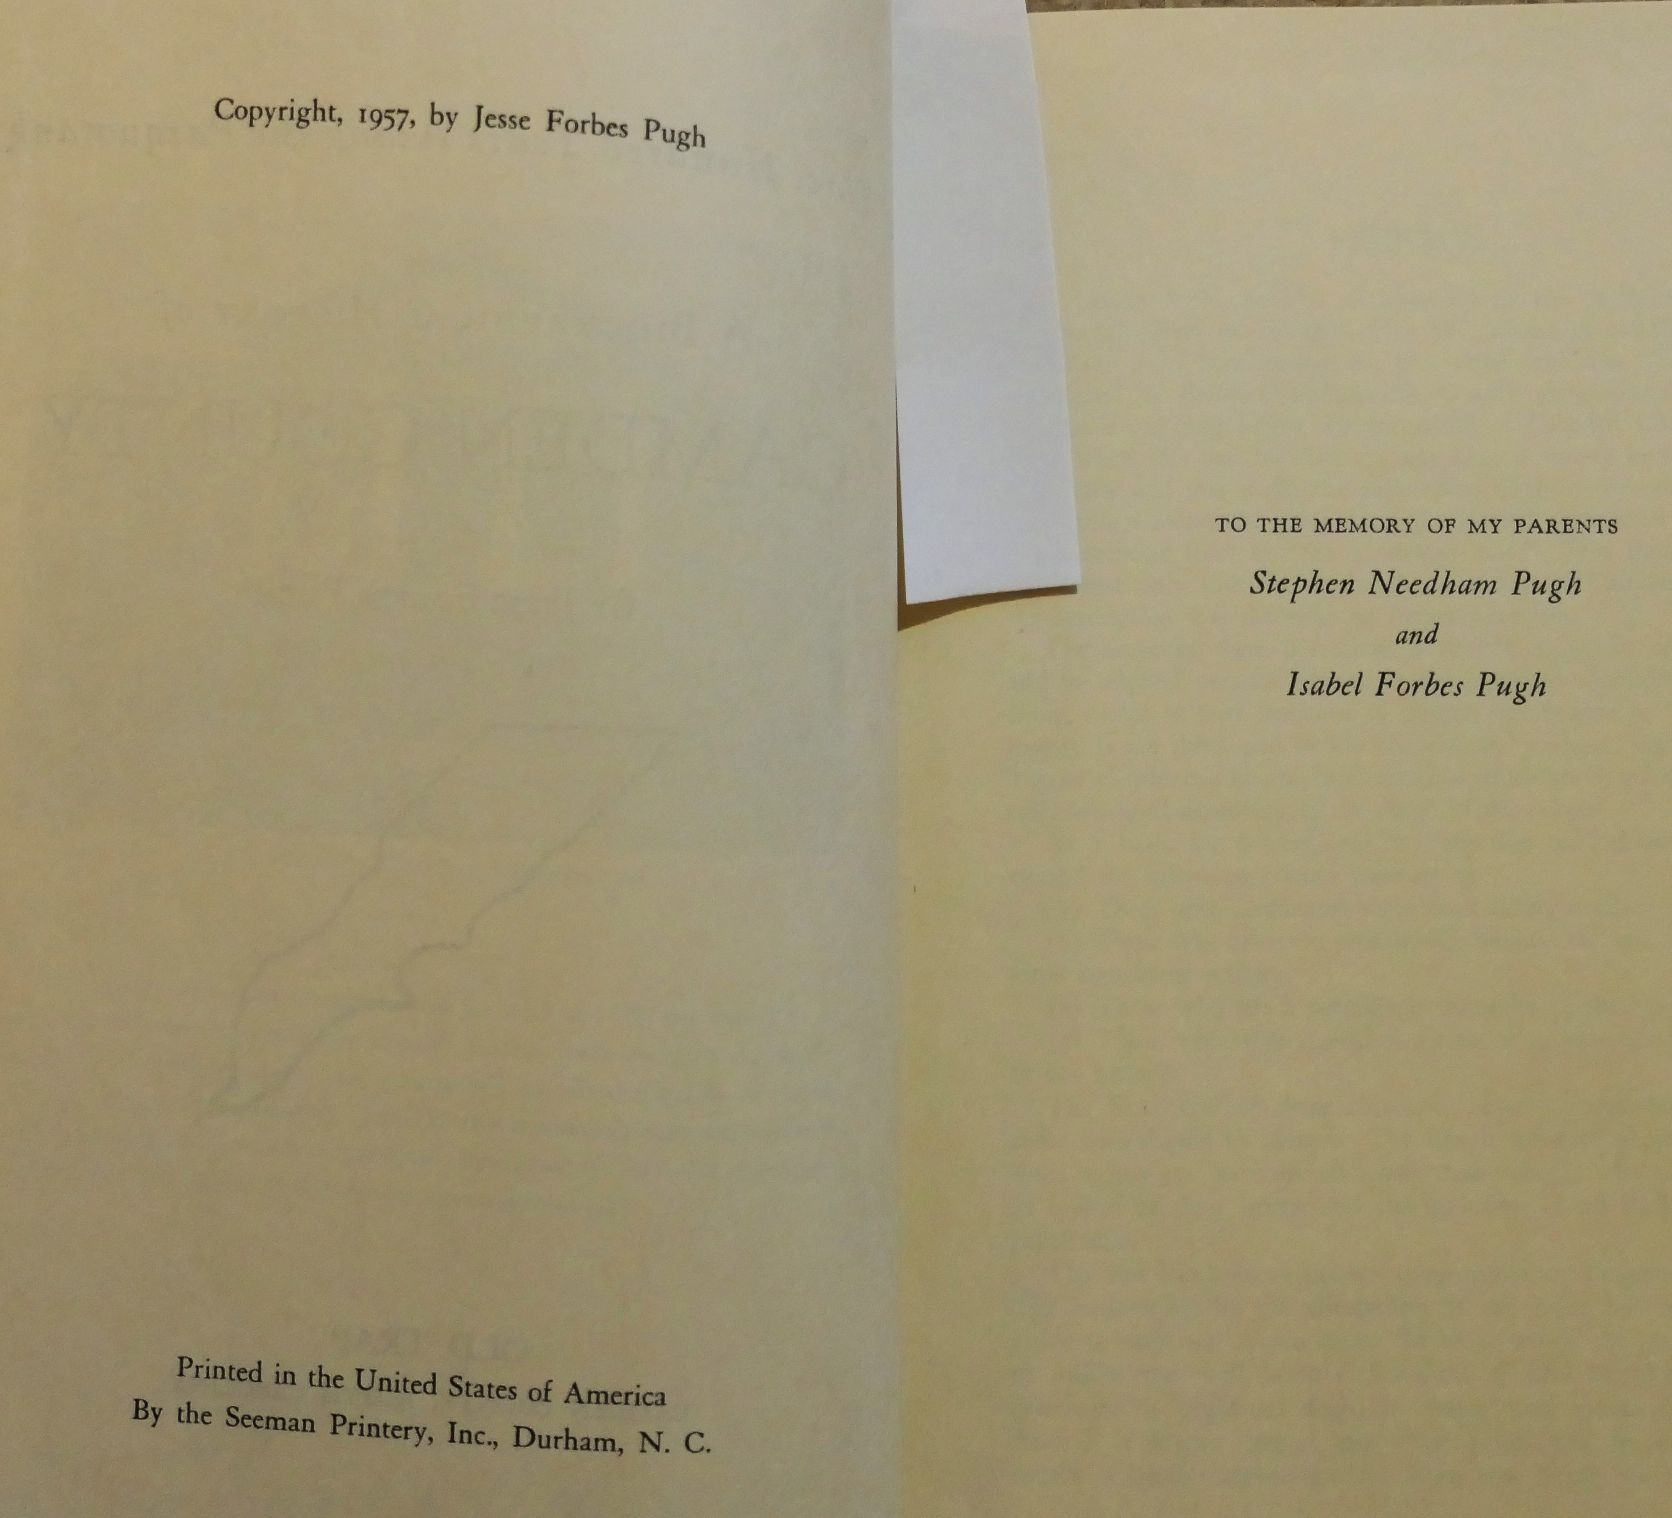 Copyright, 1957, by Jesse Forbes Pugh
Printed in the United States of America
By the Seeman Printery, Inc., Durham, N. C.
TO THE MEMORY OF MY PARENTS
Stephen Needham Pugh
and
Isabel Forbes Pugh